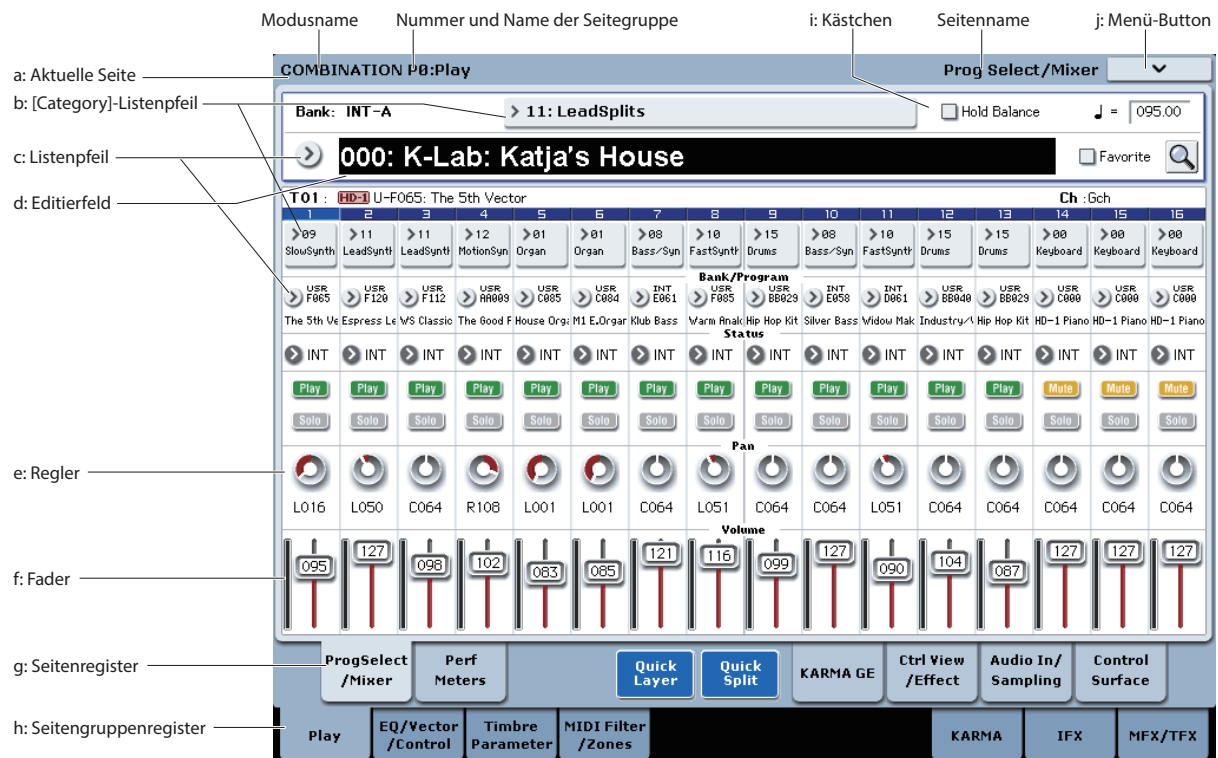 Modusname Nummer und Name der Seitegruppe i: Kästchen Seitenname j: Menü-Button
a: Aktuelle Seite
COMBINATION P0:Play Prog Select/Mixer
b: [Category]-Listenpfeil
Bank: INT-A 11: LeadSplits Hold Balance ♩ = 095.00
c: Listenpfeil
000: K-Lab: Katja's House Favorite
d: Editierfeld
T01 : HD-1 U-F065: The 5th Vector Ch :Gch
1 2 3 4 5 6 7 8 9 10 11 12 13 14 15 16
>09 >11 >11 >12 >01 >01 >08 >10 >15 >08 >10 >15 >15 >00 >00 >00
SlowSynth LeadSynth LeadSynth MotionSyn Organ Organ Bass/Syn FastSynth Drums Bass/Syn FastSynth Drums Drums Keyboard Keyboard Keyboard
Bank/Program
USR USR USR USR USR USR INT USR USR INT INT USR USR USR USR USR
F065 F120 F112 AA009 C085 C084 E061 F085 BB029 E058 D061 BB040 BB029 C000 C000 C000
The 5th Ve Espress Le WS Classic The Good F House Orga M1 E.Organ Klub Bass Warm Anak Hip Hop Kit Silver Bass Widow Mak Industry/V Hip Hop Kit HD-1 Piano HD-1 Piano HD-1 Piano
Status
INT INT INT INT INT INT INT INT INT INT INT INT INT INT INT INT
Play Play Play Play Play Play Play Play Play Play Play Play Play Mute Mute Mute
Solo Solo Solo Solo Solo Solo Solo Solo Solo Solo Solo Solo Solo Solo Solo Solo
Pan
e: Regler
L016 L050 C064 R108 L001 L001 C064 L051 C064 C064 L051 C064 C064 C064 C064 C064
Volume
095 127 098 102 083 085 121 116 099 127 090 104 087 127 127 127
f: Fader
g: Seitenregister
ProgSelect
/Mixer
Perf
Meters
Quick
Layer
Quick
Split
KARMA GE
Ctrl View
/Effect
Audio In/
Sampling
Control
Surface
h: Seitengruppenregister
Play
EQ/Vector
/Control
Timbre
Parameter
MIDI Filter
/Zones
KARMA
IFX
MFX/TFX